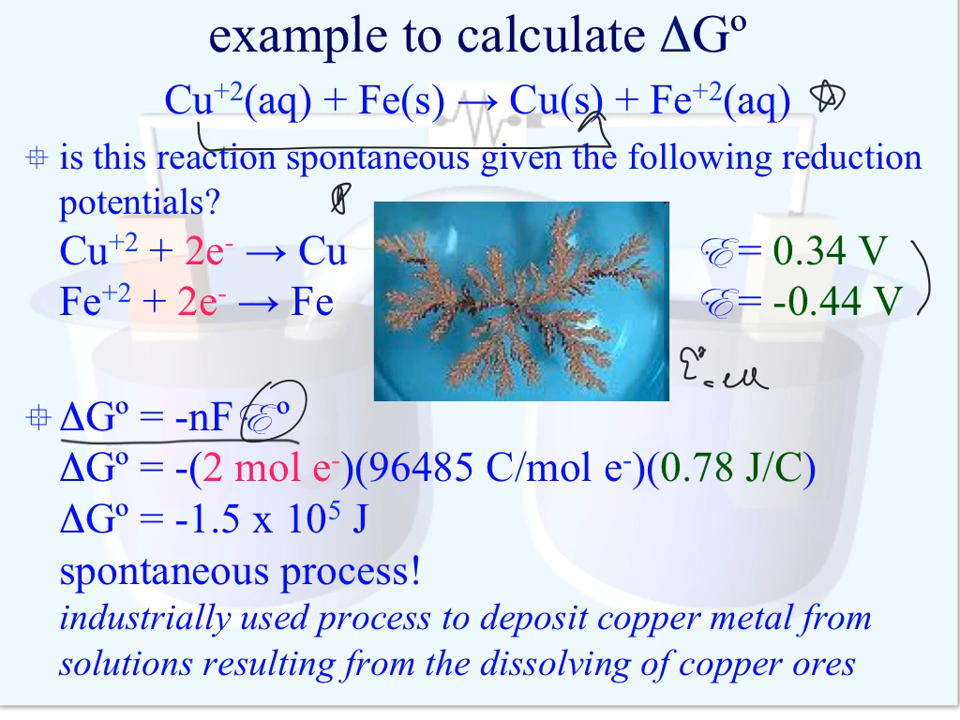 example to calculate ΔGº
Cu⁺²(aq) + Fe(s) → Cu(s) + Fe⁺²(aq)
is this reaction spontaneous given the following reduction
potentials?
Cu⁺² + 2e⁻ → Cu ℰ = 0.34 V
Fe⁺² + 2e⁻ → Fe ℰ = -0.44 V
ΔGº = -nFℰº
ΔGº = -(2 mol e⁻)(96485 C/mol e⁻)(0.78 J/C)
ΔGº = -1.5 x 10⁵ J
spontaneous process!
industrially used process to deposit copper metal from
solutions resulting from the dissolving of copper ores